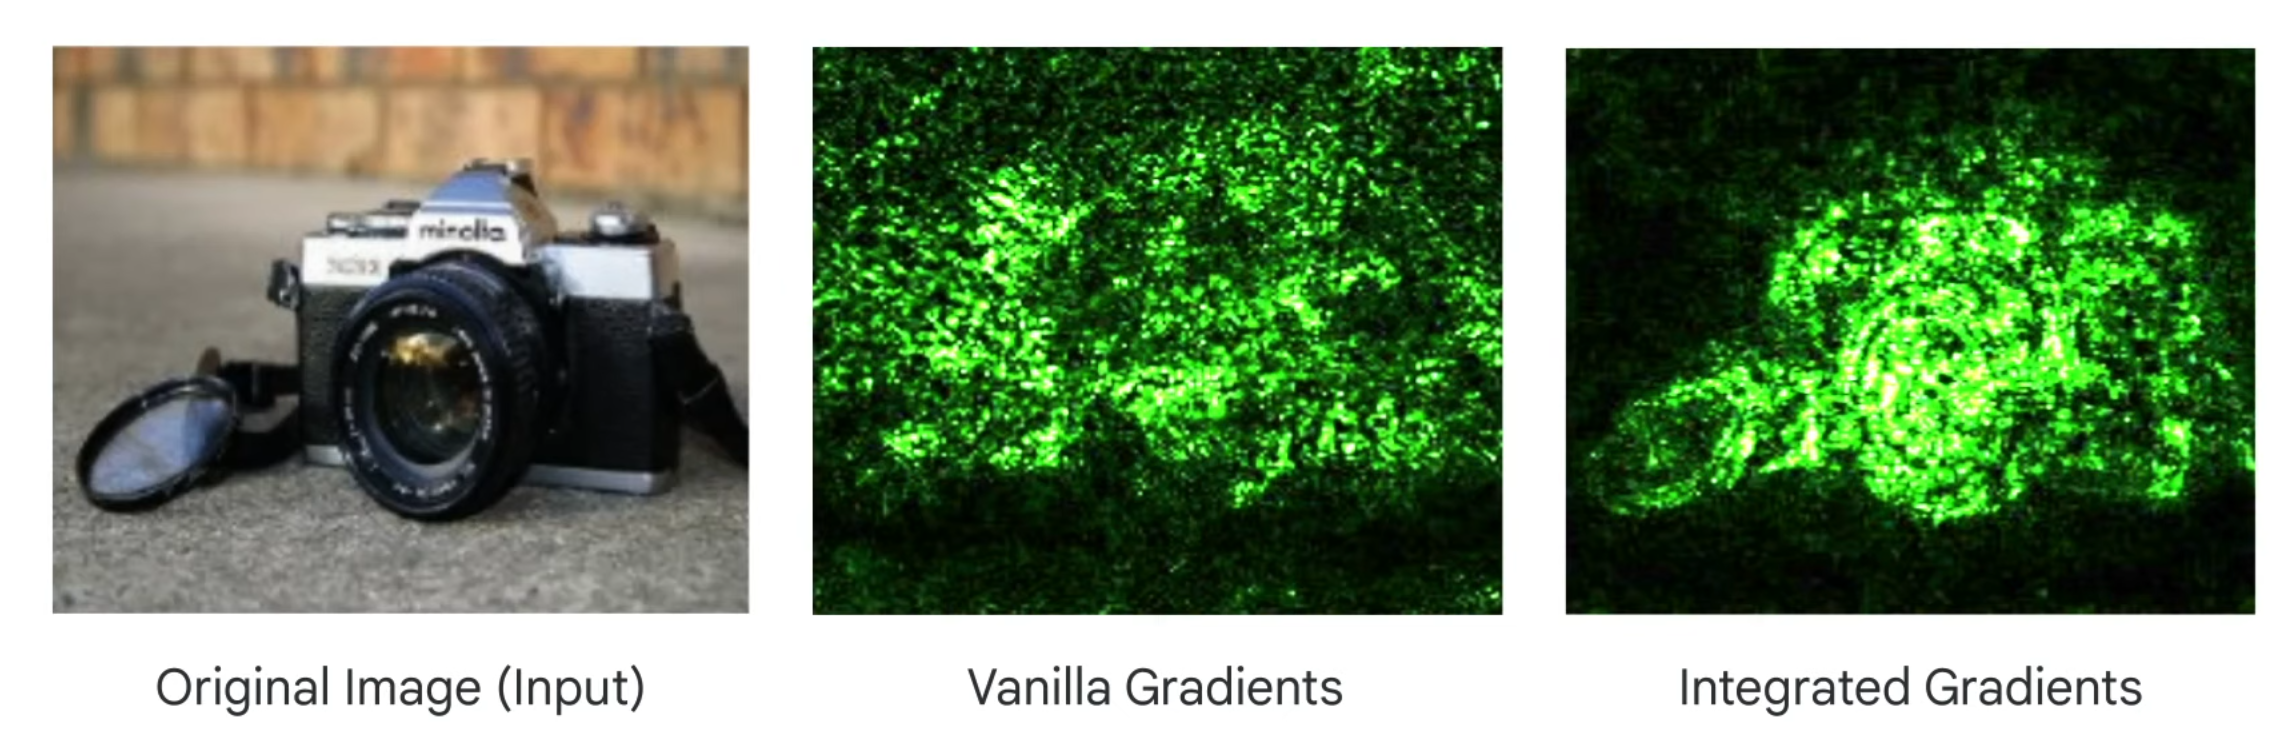 minolta
Original Image (Input)
Vanilla Gradients
Integrated Gradients